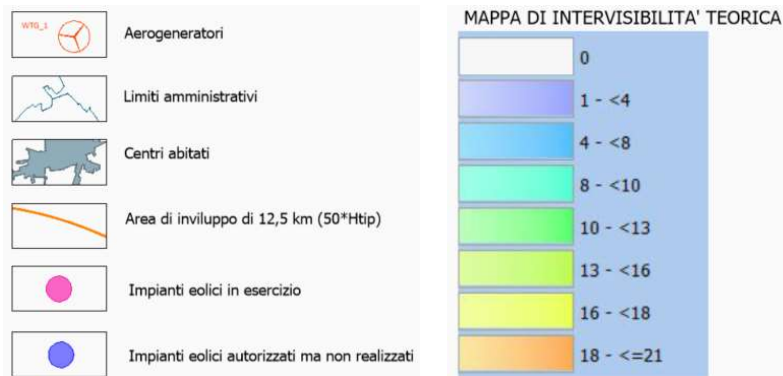 WTG_1
Aerogeneratori
Limiti amministrativi
Centri abitati
Area di inviluppo di 12,5 km (50*Htip)
Impianti eolici in esercizio
Impianti eolici autorizzati ma non realizzati
MAPPA DI INTERVISIBILITA' TEORICA
0
1 - <4
4 - <8
8 - <10
10 - <13
13 - <16
16 - <18
18 - <=21